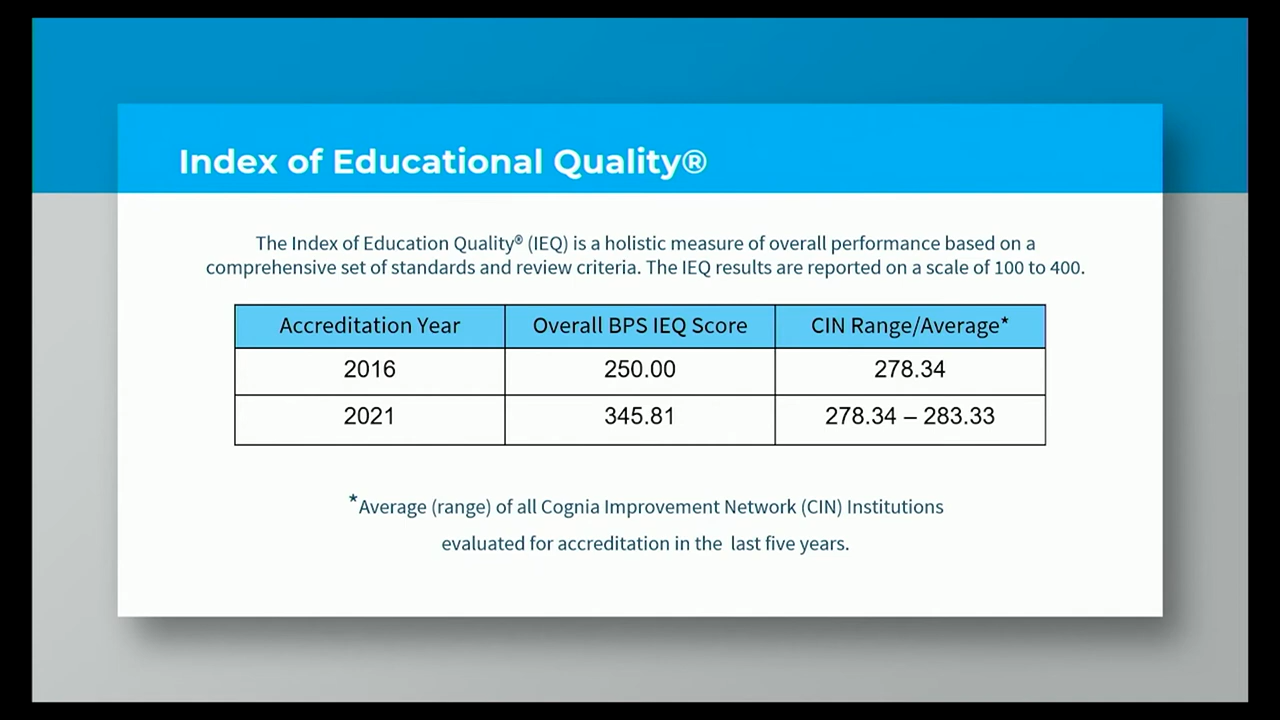 Index of Educational Quality®
The Index of Education Quality® (IEQ) is a holistic measure of overall performance based on a
comprehensive set of standards and review criteria. The IEQ results are reported on a scale of 100 to 400.
Accreditation Year Overall BPS IEQ Score CIN Range/Average*
2016 250.00 278.34
2021 345.81 278.34 – 283.33
*Average (range) of all Cognia Improvement Network (CIN) Institutions
evaluated for accreditation in the last five years.